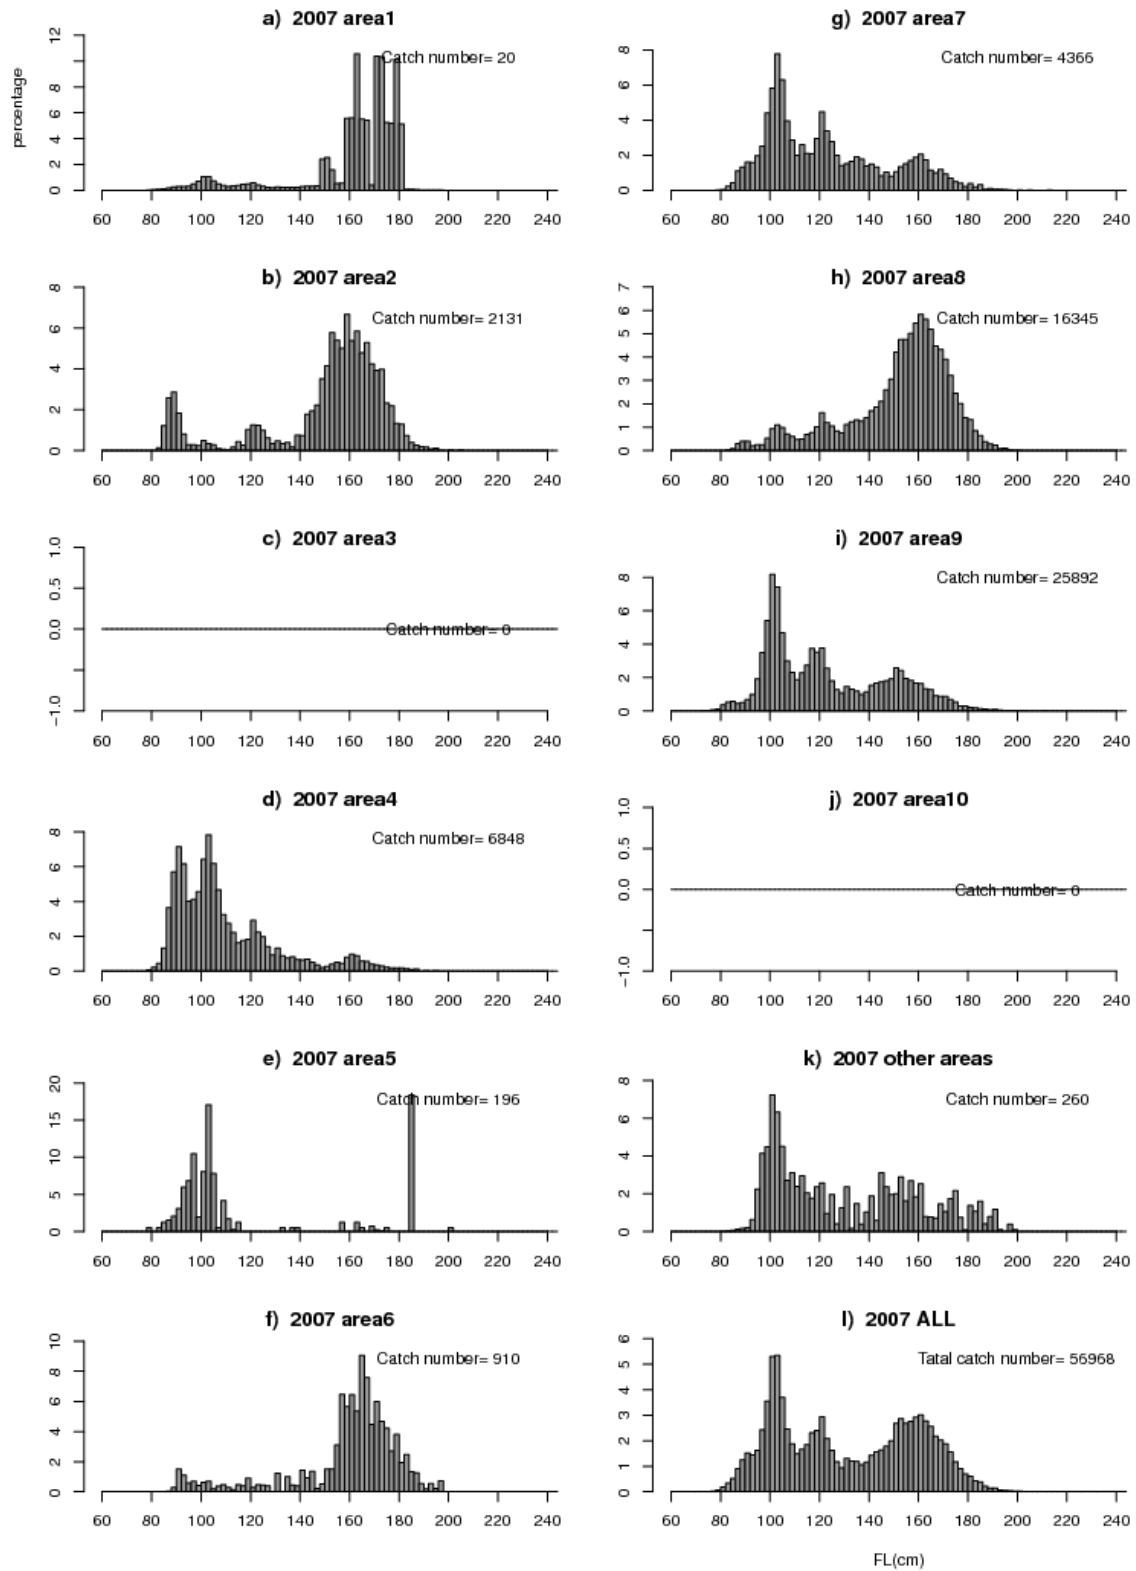 a) 2007 area1
Catch number= 20
percentage
0 2 4 6 8 10 12
60 80 100 120 140 160 180 200 220 240
b) 2007 area2
Catch number= 2131
0 2 4 6 8
60 80 100 120 140 160 180 200 220 240
c) 2007 area3
Catch number= 0
-1.0 0.0 0.5 1.0
60 80 100 120 140 160 180 200 220 240
d) 2007 area4
Catch number= 6848
0 2 4 6 8
60 80 100 120 140 160 180 200 220 240
e) 2007 area5
Catch number= 196
0 5 10 15 20
60 80 100 120 140 160 180 200 220 240
f) 2007 area6
Catch number= 910
0 2 4 6 8 10
60 80 100 120 140 160 180 200 220 240
g) 2007 area7
Catch number= 4366
0 2 4 6 8
60 80 100 120 140 160 180 200 220 240
h) 2007 area8
Catch number= 16345
0 1 2 3 4 5 6 7
60 80 100 120 140 160 180 200 220 240
i) 2007 area9
Catch number= 25892
0 2 4 6 8
60 80 100 120 140 160 180 200 220 240
j) 2007 area10
Catch number= 0
-1.0 0.0 0.5 1.0
60 80 100 120 140 160 180 200 220 240
k) 2007 other areas
Catch number= 260
0 2 4 6 8
60 80 100 120 140 160 180 200 220 240
l) 2007 ALL
Tatal catch number= 56968
0 1 2 3 4 5 6
60 80 100 120 140 160 180 200 220 240
FL(cm)